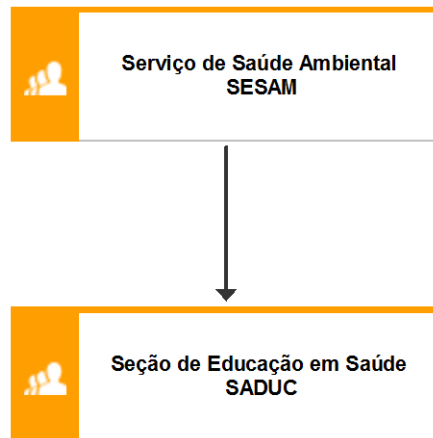 Serviço de Saúde Ambiental
SESAM
Seção de Educação em Saúde
SADUC